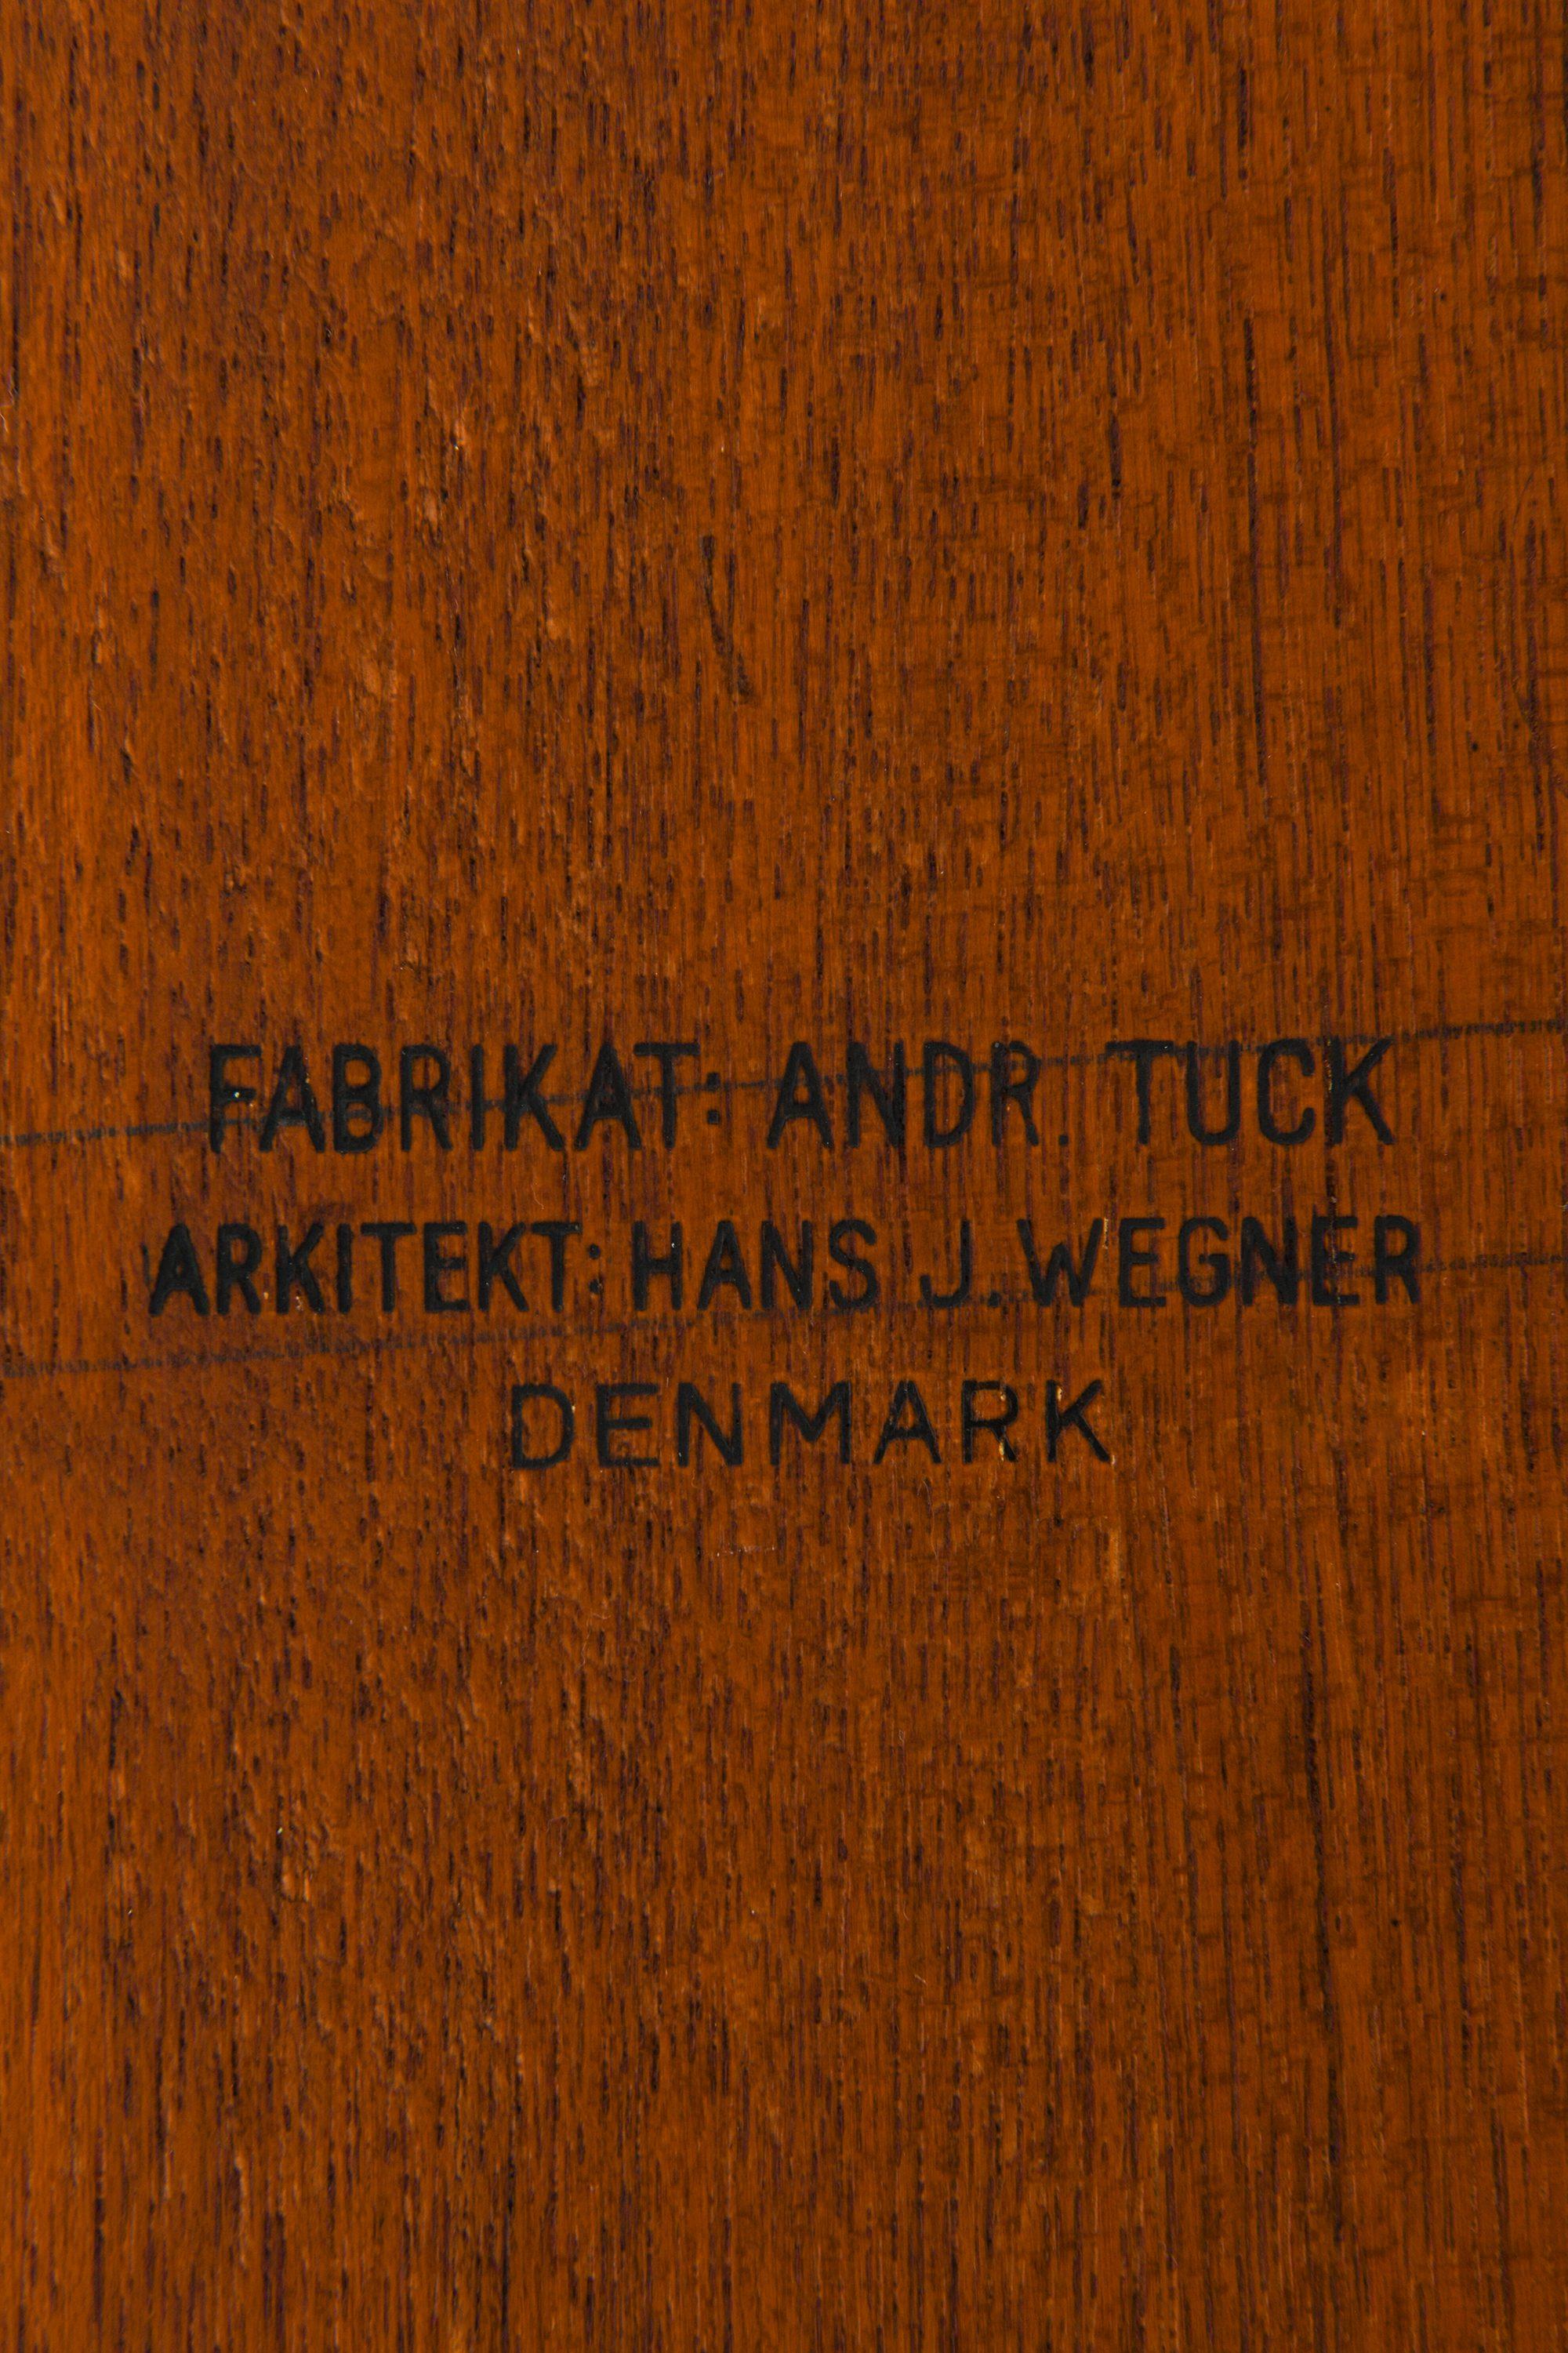 FABRIKAT: ANDR. TUCK
ARKITEKT: HANS J. WEGNER
DENMARK